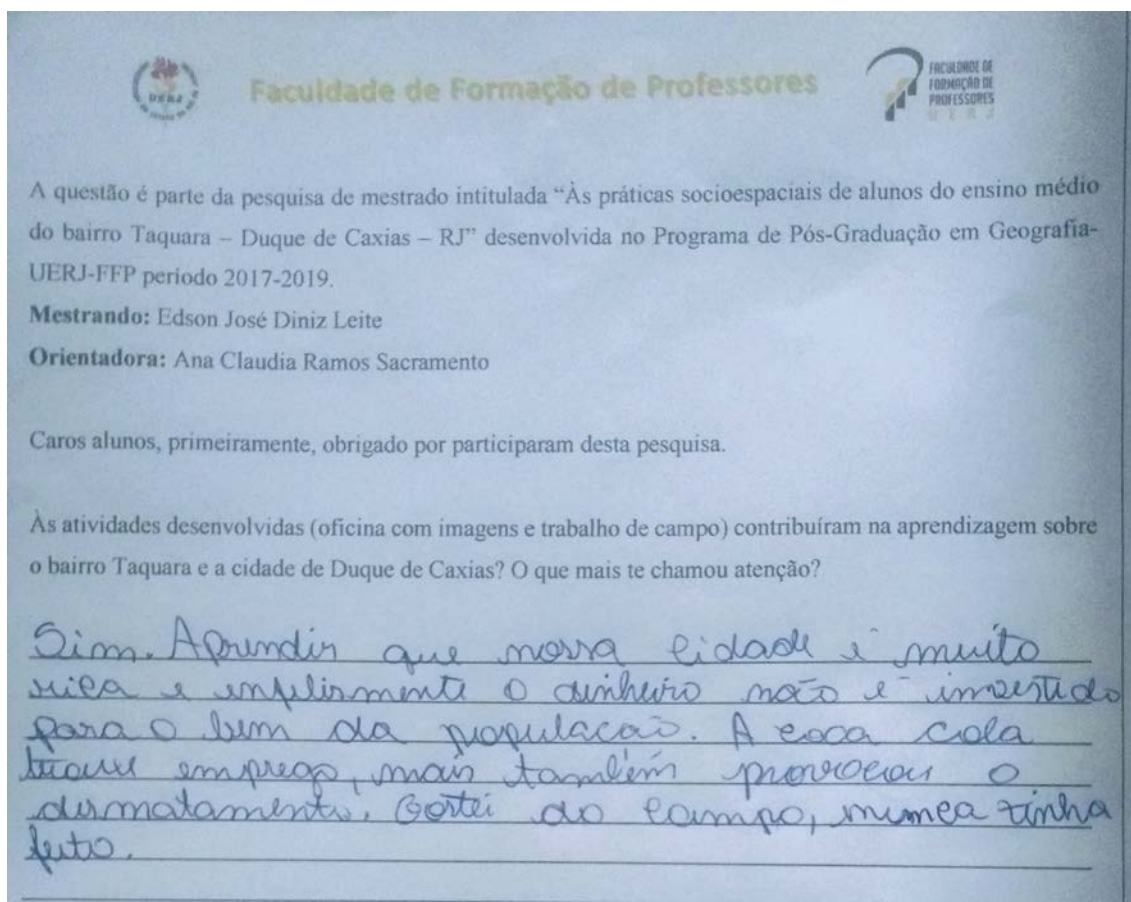 UERJ
Faculdade de Formação de Professores
FACULDADE DE
FORMAÇÃO DE
PROFESSORES
U E R J
A questão é parte da pesquisa de mestrado intitulada “Às práticas socioespaciais de alunos do ensino médio
do bairro Taquara – Duque de Caxias – RJ” desenvolvida no Programa de Pós-Graduação em Geografia-
UERJ-FFP período 2017-2019.
Mestrando: Edson José Diniz Leite
Orientadora: Ana Claudia Ramos Sacramento
Caros alunos, primeiramente, obrigado por participaram desta pesquisa.
Às atividades desenvolvidas (oficina com imagens e trabalho de campo) contribuíram na aprendizagem sobre
o bairro Taquara e a cidade de Duque de Caxias? O que mais te chamou atenção?
Sim. Aprendir que nossa cidade é muito
rica e infelismente o dinheiro não é investido
para o bem da populacão. A coca cola
trouxe emprego, mais também provocou o
desmatamento. Gostei do campo, nunca tinha
feito.